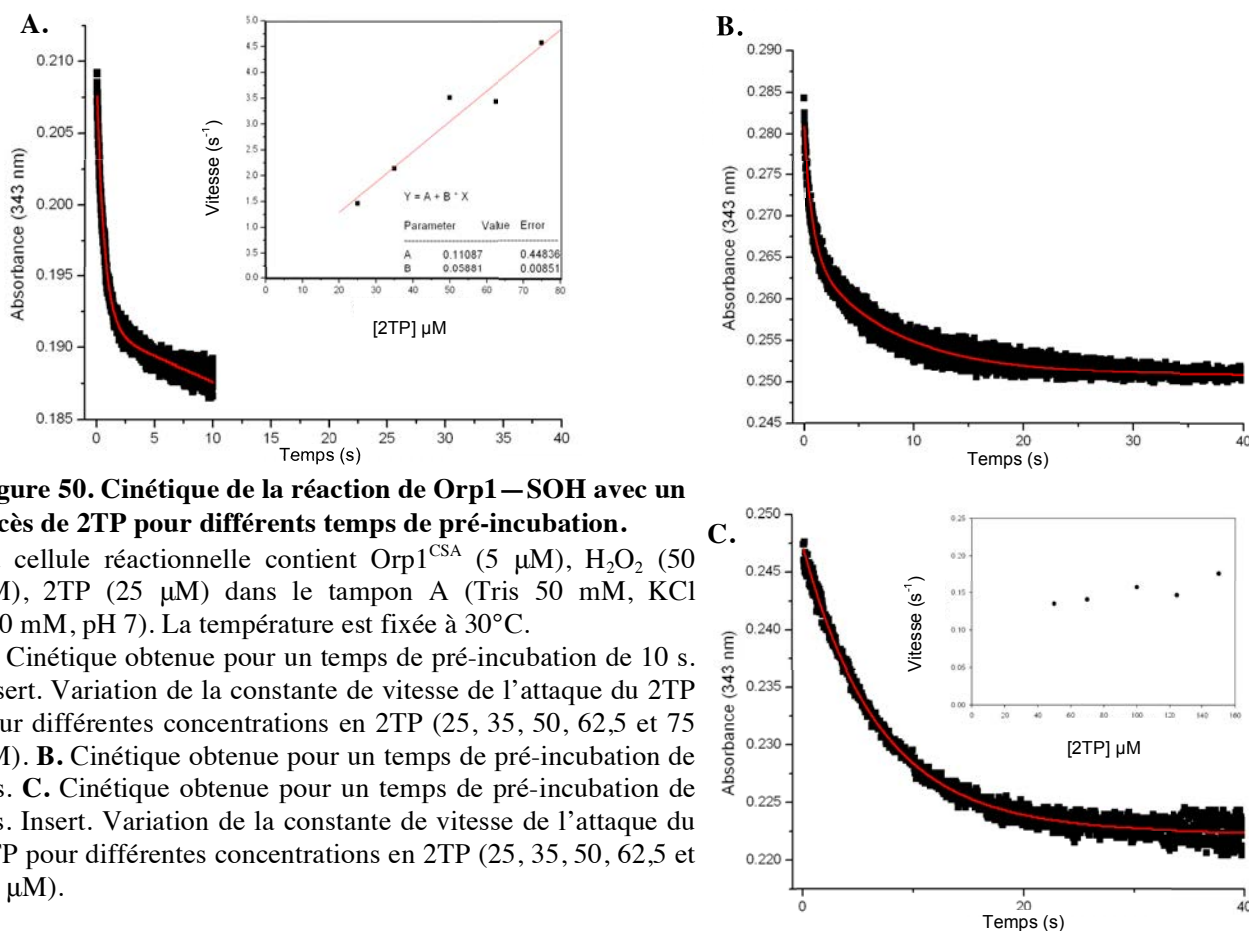 A.
0.210
0.205
0.200
0.195
0.190
0.185
Absorbance (343 nm)
0 5 10 15 20 25 30 35 40
Temps (s)
5.0
4.5
4.0
3.5
3.0
2.5
2.0
1.5
1.0
0.5
0.0
Vitesse (s⁻¹)
Y = A + B * X
Parameter Value Error
A 0.11087 0.44836
B 0.05881 0.00851
0 10 20 30 40 50 60 70 80
[2TP] µM
B.
0.290
0.285
0.280
0.275
0.270
0.265
0.260
0.255
0.250
0.245
Absorbance (343 nm)
0 10 20 30 40
Temps (s)
gure 50. Cinétique de la réaction de Orp1—SOH avec un
cès de 2TP pour différents temps de pré-incubation.
cellule réactionnelle contient Orp1ᶜˢᴬ (5 µM), H₂O₂ (50
M), 2TP (25 µM) dans le tampon A (Tris 50 mM, KCl
0 mM, pH 7). La température est fixée à 30°C.
Cinétique obtenue pour un temps de pré-incubation de 10 s.
sert. Variation de la constante de vitesse de l’attaque du 2TP
our différentes concentrations en 2TP (25, 35, 50, 62,5 et 75
M). B. Cinétique obtenue pour un temps de pré-incubation de
s. C. Cinétique obtenue pour un temps de pré-incubation de
s. Insert. Variation de la constante de vitesse de l’attaque du
TP pour différentes concentrations en 2TP (25, 35, 50, 62,5 et
µM).
C.
0.250
0.245
0.240
0.235
0.230
0.225
0.220
Absorbance (343 nm)
0 20 40
Temps (s)
0.25
0.20
0.15
0.10
0.05
0.00
Vitesse (s⁻¹)
0 20 40 60 80 100 120 140 160
[2TP] µM